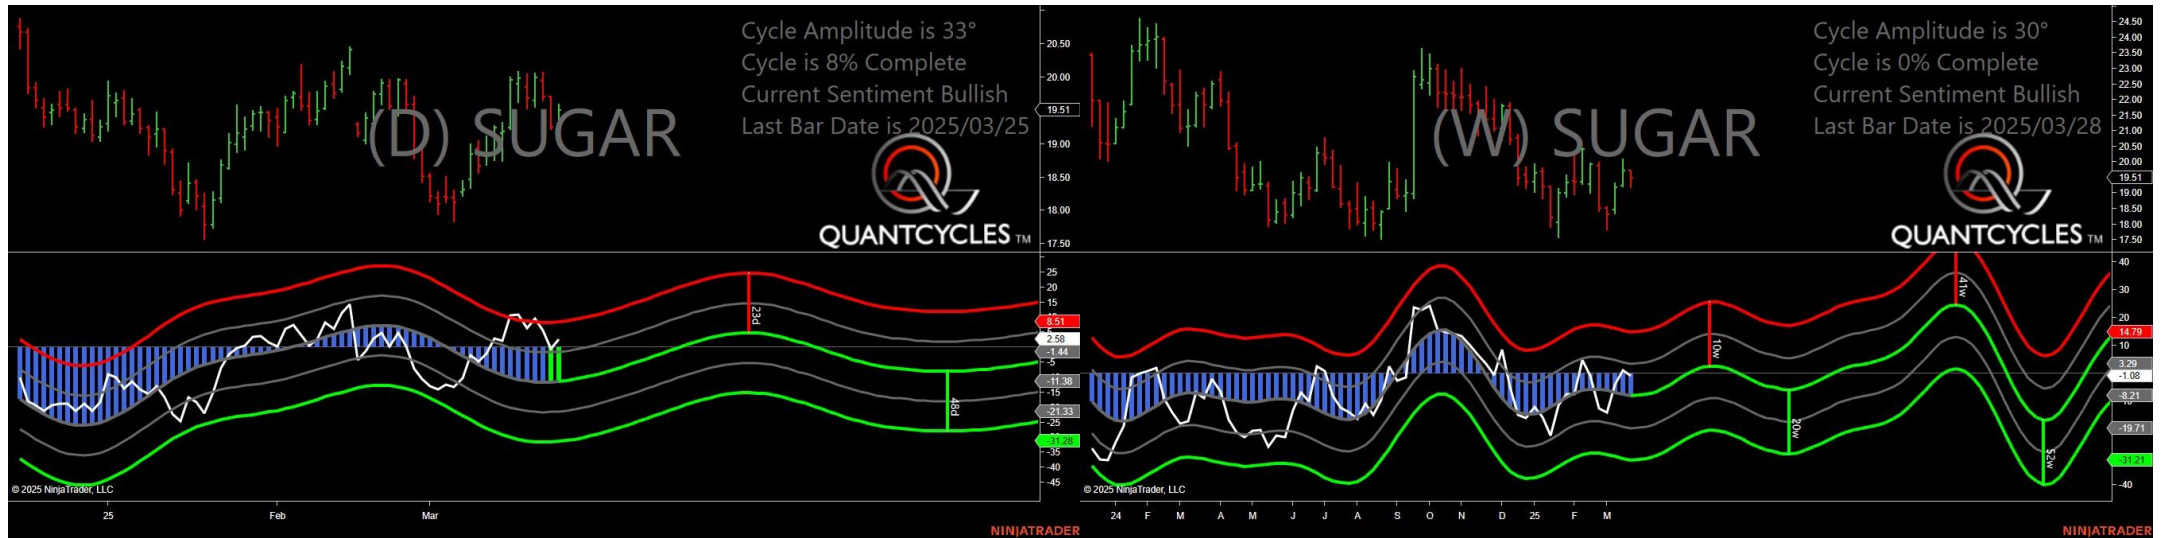 Cycle Amplitude is 33°
Cycle is 8% Complete
Current Sentiment Bullish
Last Bar Date is 2025/03/25
(D) SUGAR
QUANTCYCLES TM
20.50
20.00
19.51
19.00
18.50
18.00
17.50
25
20
15
8.51
2.58
-1.44
-5
-11.38
-15
-21.33
-25
-31.28
-35
-40
-45
23d
48d
© 2025 NinjaTrader, LLC
25
Feb
Mar
NINJATRADER
Cycle Amplitude is 30°
Cycle is 0% Complete
Current Sentiment Bullish
Last Bar Date is 2025/03/28
(W) SUGAR
QUANTCYCLES TM
24.50
24.00
23.50
23.00
22.50
22.00
21.50
21.00
20.50
20.00
19.51
19.00
18.50
18.00
17.50
40
30
20
14.79
10
3.29
-1.08
-8.21
-19.71
-31.21
-40
10w
20w
41w
52w
© 2025 NinjaTrader, LLC
24
F
M
A
M
J
J
A
S
O
N
D
25
F
M
NINJATRADER